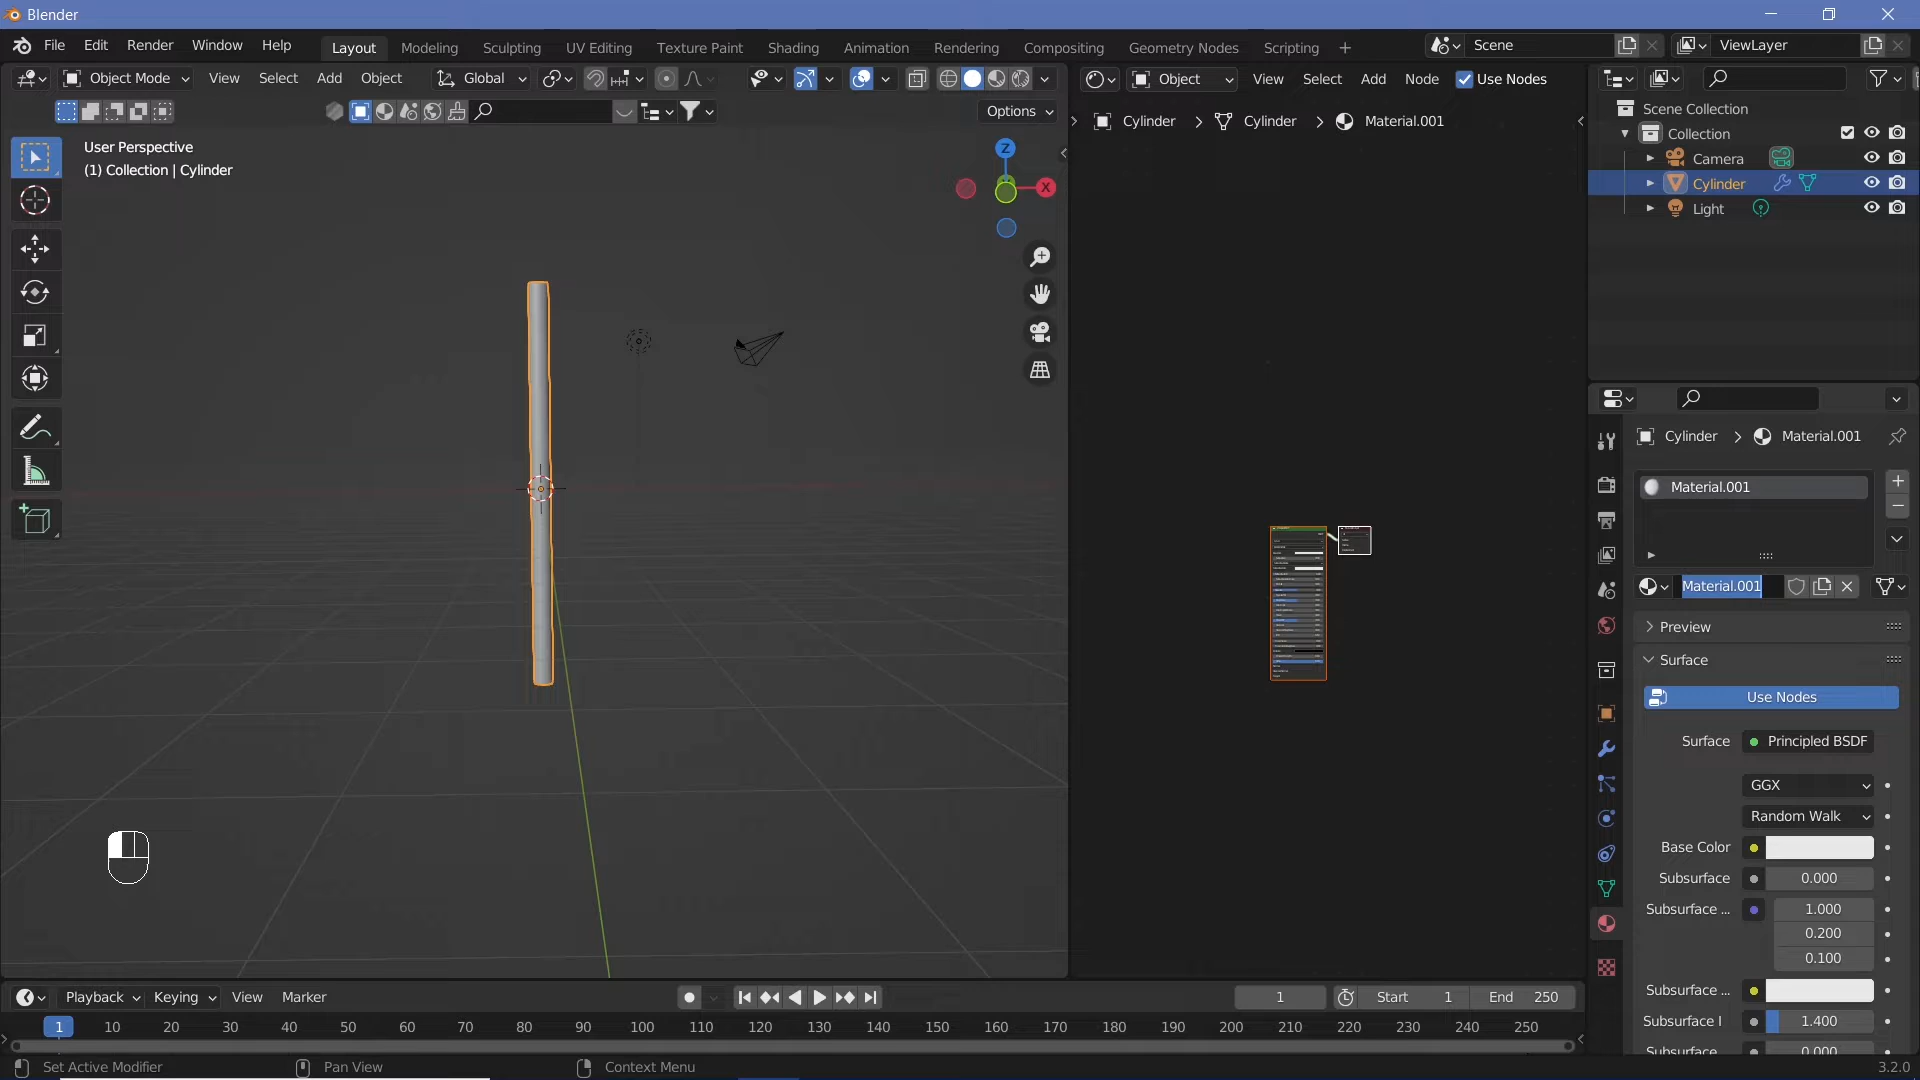 Blender
File Edit Render Window Help Layout Modeling Sculpting UV Editing Texture Paint Shading Animation Rendering Compositing Geometry Nodes Scripting + Scene ViewLayer
Object Mode View Select Add Object Global Object View Select Add Node Use Nodes
Options
Scene Collection
Cylinder > Cylinder > Material.001
Collection
User Perspective
(1) Collection | Cylinder
Camera
Cylinder
Light
Z
X
Cylinder > Material.001
Material.001
Material.001
Preview
Surface
Use Nodes
Surface Principled BSDF
GGX
Random Walk
Base Color
Subsurface 0.000
Subsurface ... 1.000
0.200
0.100
Subsurface ...
Subsurface I 1.400
Subsurface 0.000
Playback Keying View Marker 1 Start 1 End 250
1 10 20 30 40 50 60 70 80 90 100 110 120 130 140 150 160 170 180 190 200 210 220 230 240 250
Set Active Modifier Pan View Context Menu 3.2.0